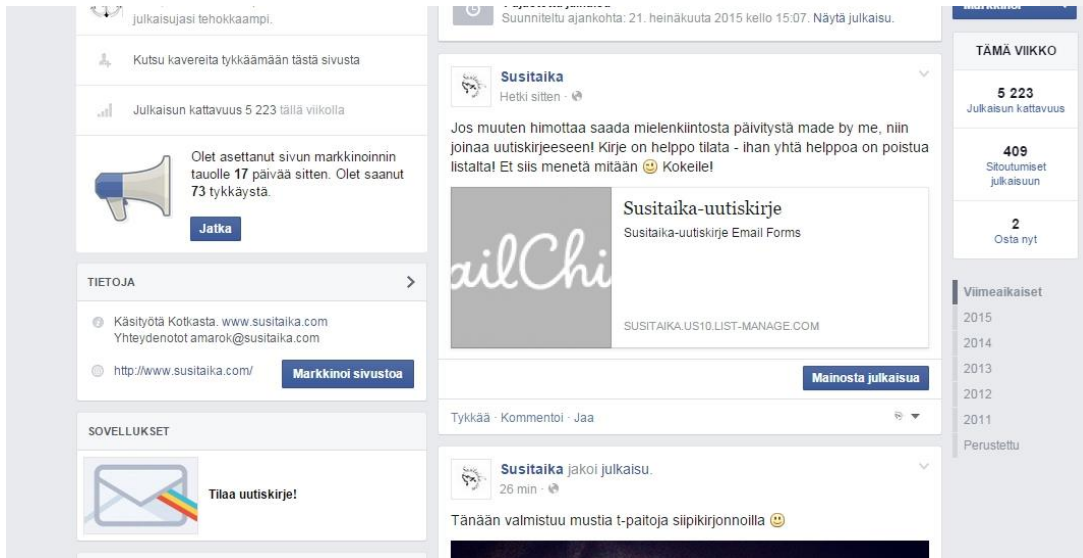 julkaisujasi tehokkaampi.
Kutsu kavereita tykkäämään tästä sivusta
Julkaisun kattavuus 5 223 tällä viikolla
Olet asettanut sivun markkinoinnin
tauolle 17 päivää sitten. Olet saanut
73 tykkäystä.
Jatka
TIETOJA
Käsityötä Kotkasta. www.susitaika.com
Yhteydenotot amarok@susitaika.com
http://www.susitaika.com/
Markkinoi sivustoa
SOVELLUKSET
Tilaa uutiskirje!
Suunniteltu ajankohta: 21. heinäkuuta 2015 kello 15:07. Näytä julkaisu.
Susitaika
Hetki sitten ·
Jos muuten himottaa saada mielenkiintosta päivitystä made by me, niin
joinaa uutiskirjeeseen! Kirje on helppo tilata - ihan yhtä helppoa on poistua
listalta! Et siis menetä mitään Kokeile!
ailChi
Susitaika-uutiskirje
Susitaika-uutiskirje Email Forms
SUSITAIKA.US10.LIST-MANAGE.COM
Mainosta julkaisua
Tykkää · Kommentoi · Jaa
Susitaika jakoi julkaisu.
26 min ·
Tänään valmistuu mustia t-paitoja siipikirjonnoilla
TÄMÄ VIIKKO
5 223
Julkaisun kattavuus
409
Sitoutumiset
julkaisuun
2
Osta nyt
Viimeaikaiset
2015
2014
2013
2012
2011
Perustettu